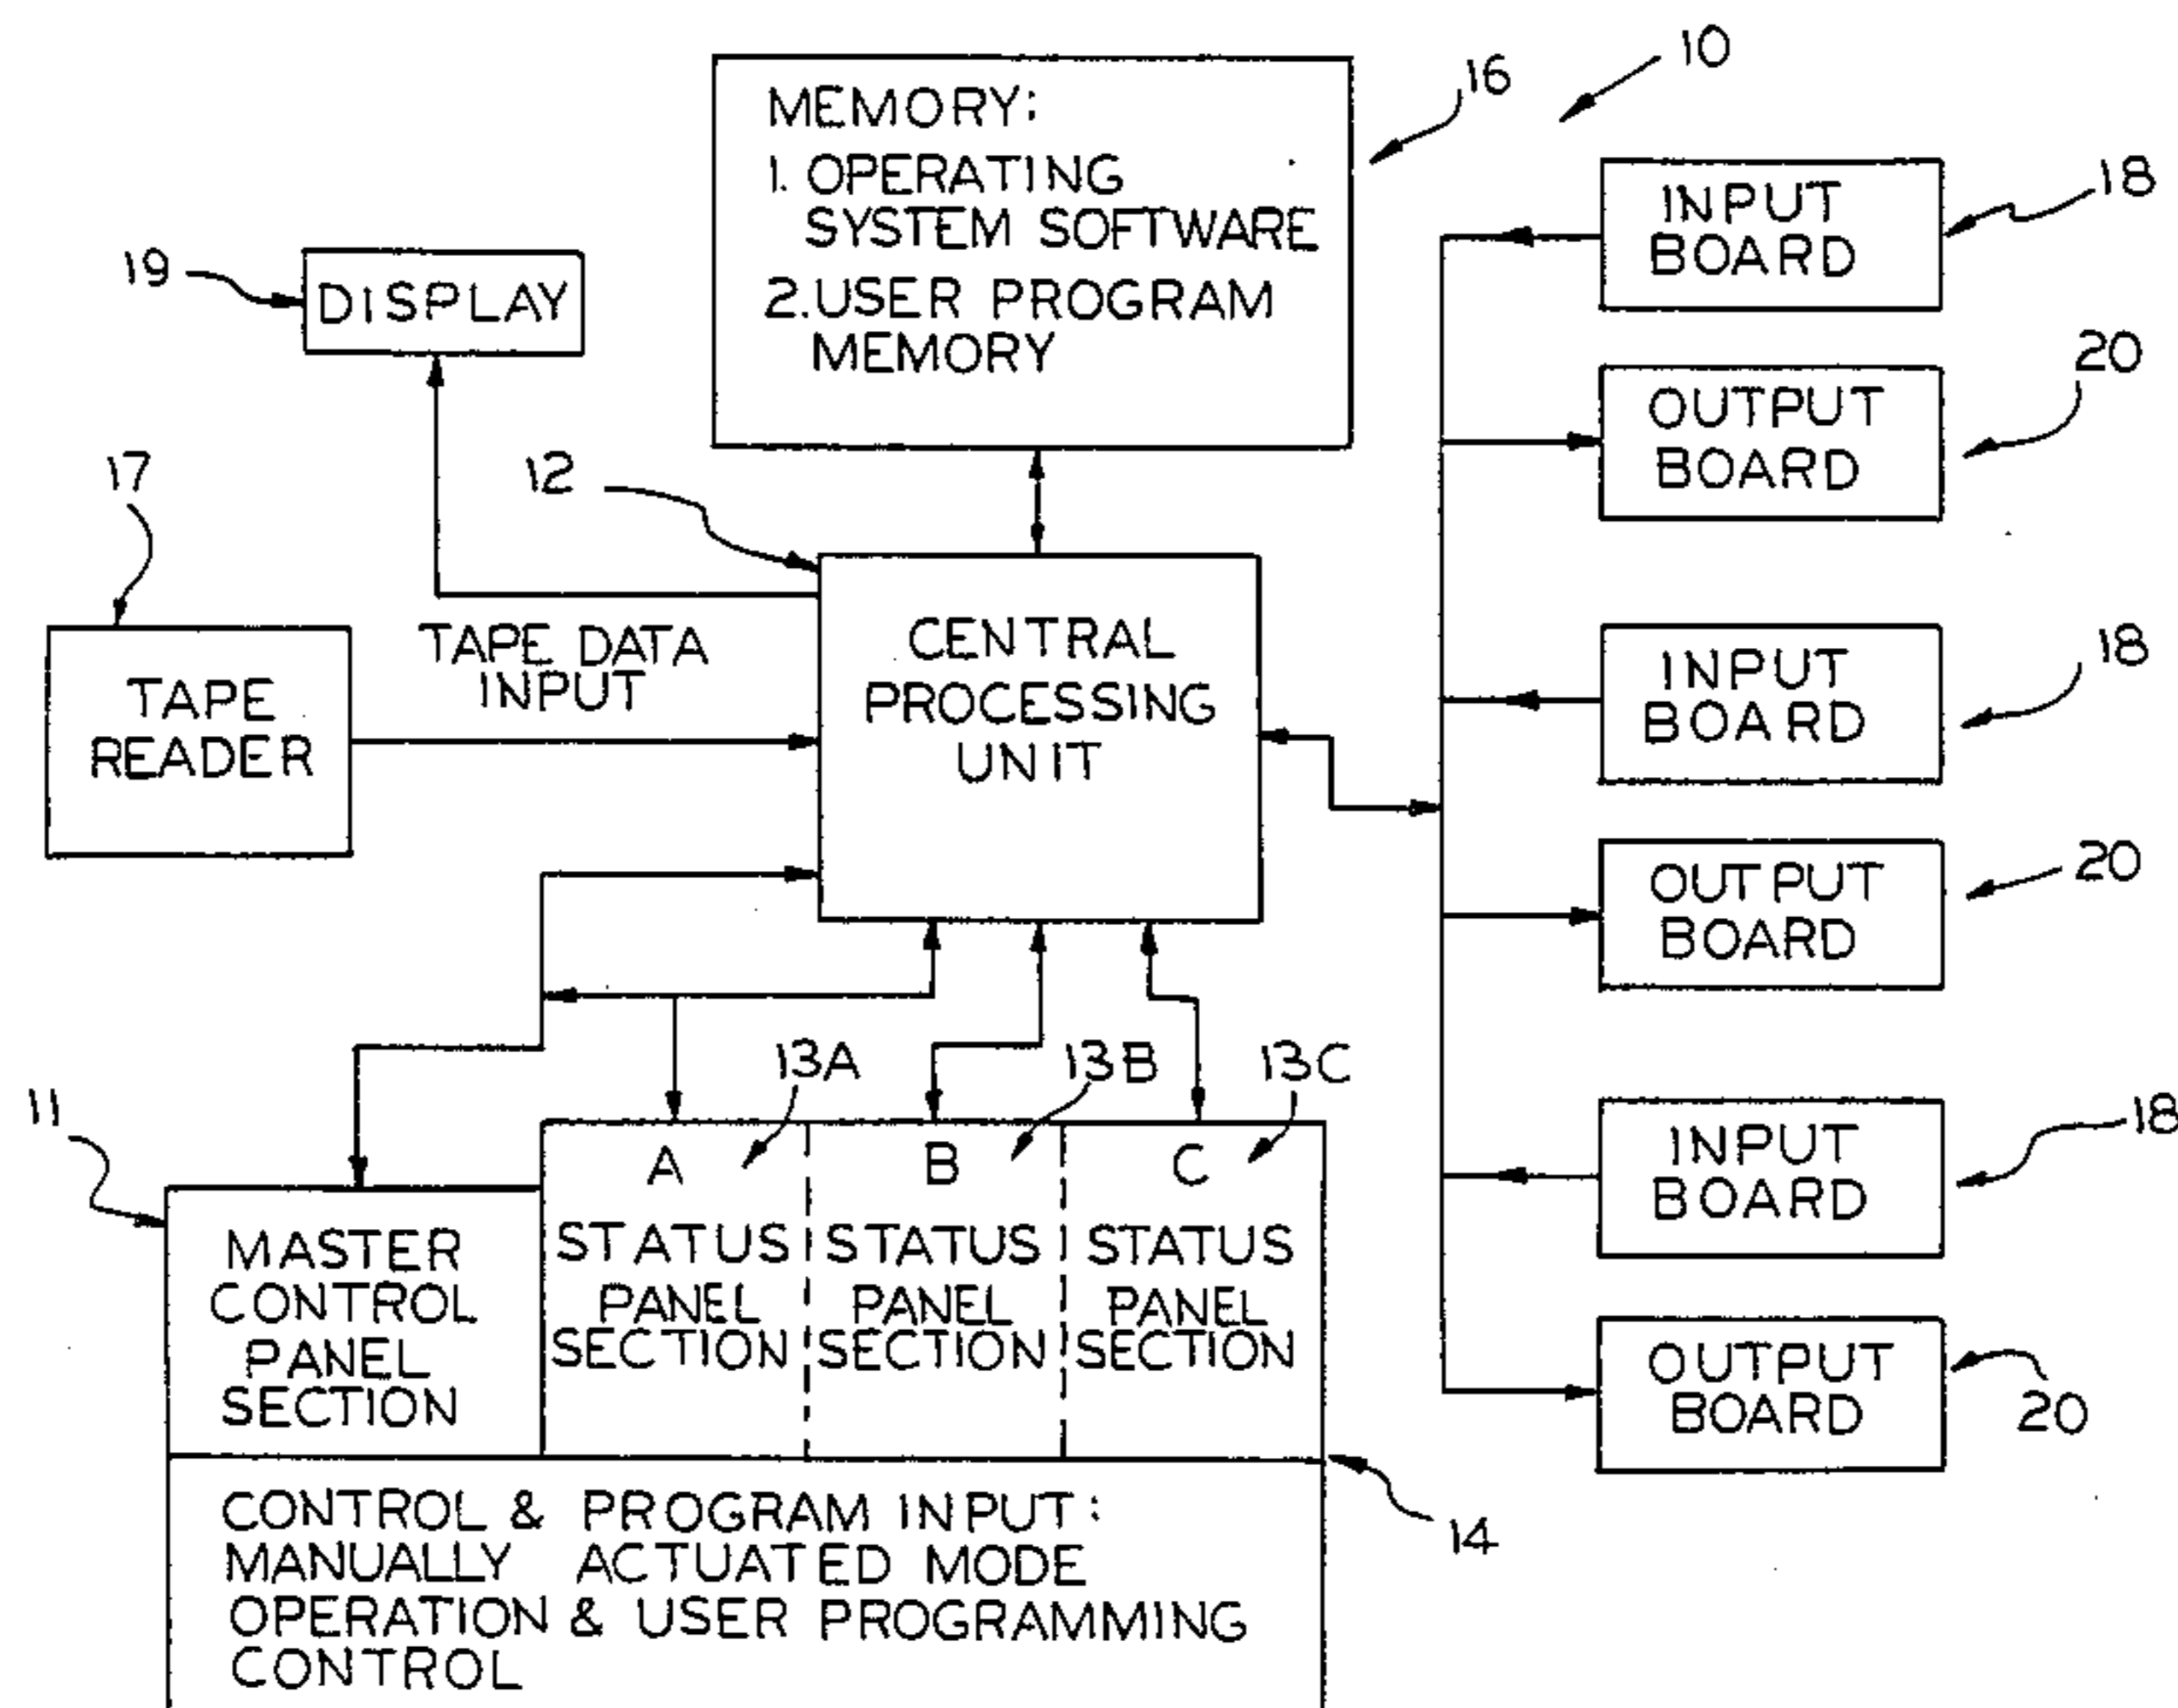 10
16
MEMORY:
1. OPERATING
SYSTEM SOFTWARE
2. USER PROGRAM
MEMORY
18
INPUT
BOARD
19
DISPLAY
20
OUTPUT
BOARD
17
12
TAPE
READER
TAPE DATA
INPUT
CENTRAL
PROCESSING
UNIT
18
INPUT
BOARD
20
OUTPUT
BOARD
11
13A
13B
13C
MASTER
CONTROL
PANEL
SECTION
A
STATUS
PANEL
SECTION
B
STATUS
PANEL
SECTION
C
STATUS
PANEL
SECTION
18
INPUT
BOARD
20
OUTPUT
BOARD
14
CONTROL & PROGRAM INPUT:
MANUALLY ACTUATED MODE
OPERATION & USER PROGRAMMING
CONTROL